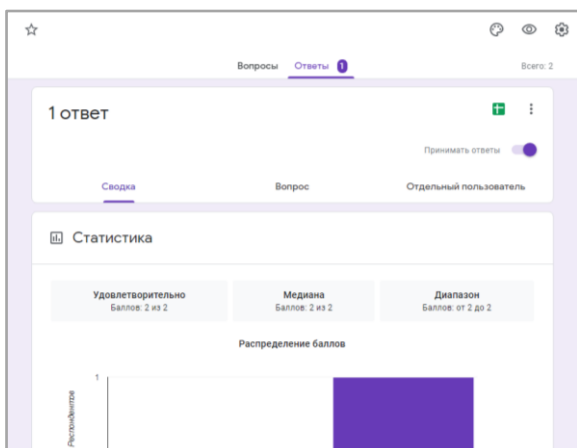 Вопросы Ответы 1 Всего: 2
1 ответ
Принимать ответы
Сводка Вопрос Отдельный пользователь
Статистика
Удовлетворительно Медиана Диапазон
Баллов: 2 из 2 Баллов: 2 из 2 Баллов: от 2 до 2
Распределение баллов
1
Респондентов